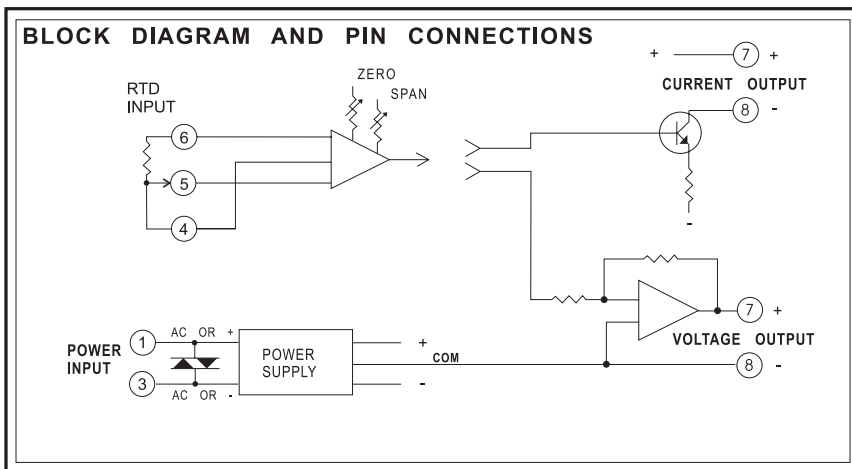 BLOCK DIAGRAM AND PIN CONNECTIONS
+ 7 +
CURRENT OUTPUT
8 -
-
ZERO
SPAN
RTD
INPUT
6
5
4
7 +
VOLTAGE OUTPUT
8 -
POWER
INPUT
1
AC OR +
3
AC OR -
POWER
SUPPLY
+
COM
-